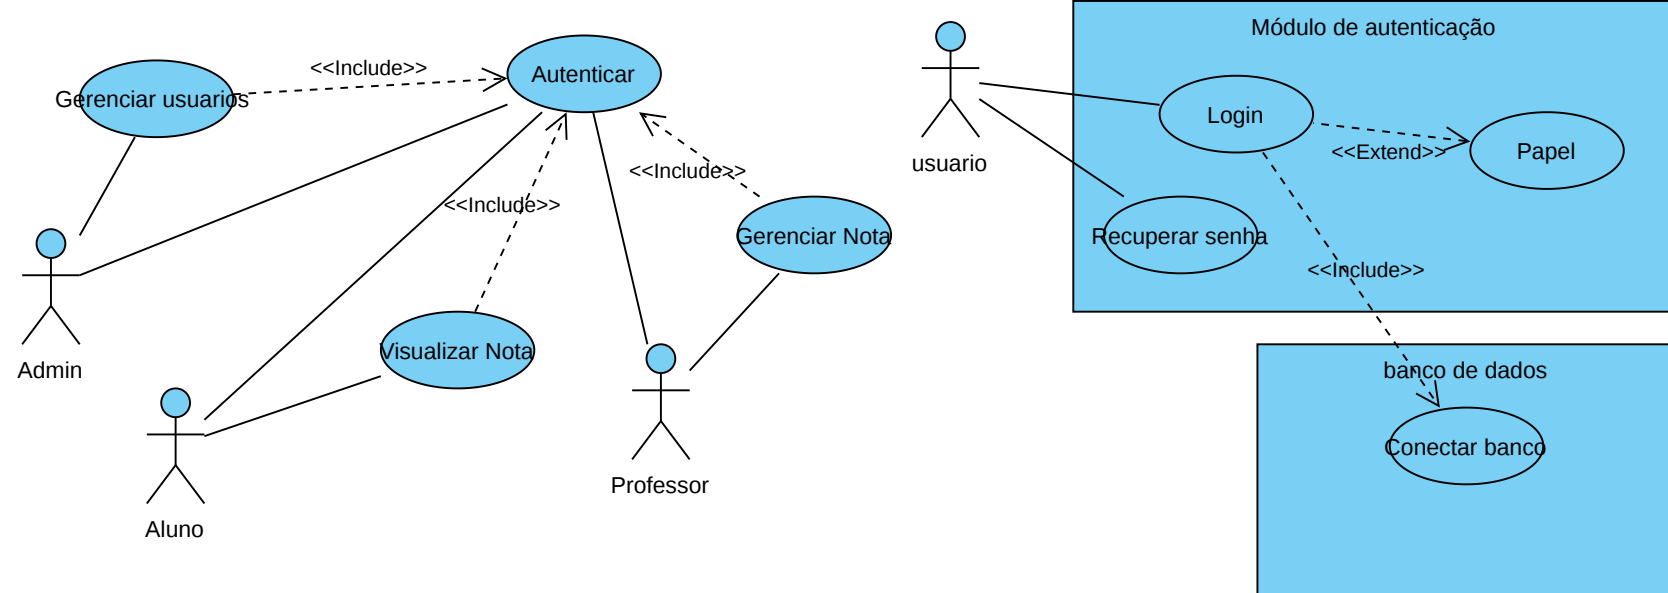 <<Include>>
Autenticar
Gerenciar usuarios
<<Include>>
<<Include>>
Gerenciar Nota
Visualizar Nota
Admin
Aluno
Professor
Módulo de autenticação
usuario
Login
<<Extend>>
Papel
Recuperar senha
<<Include>>
banco de dados
Conectar banco